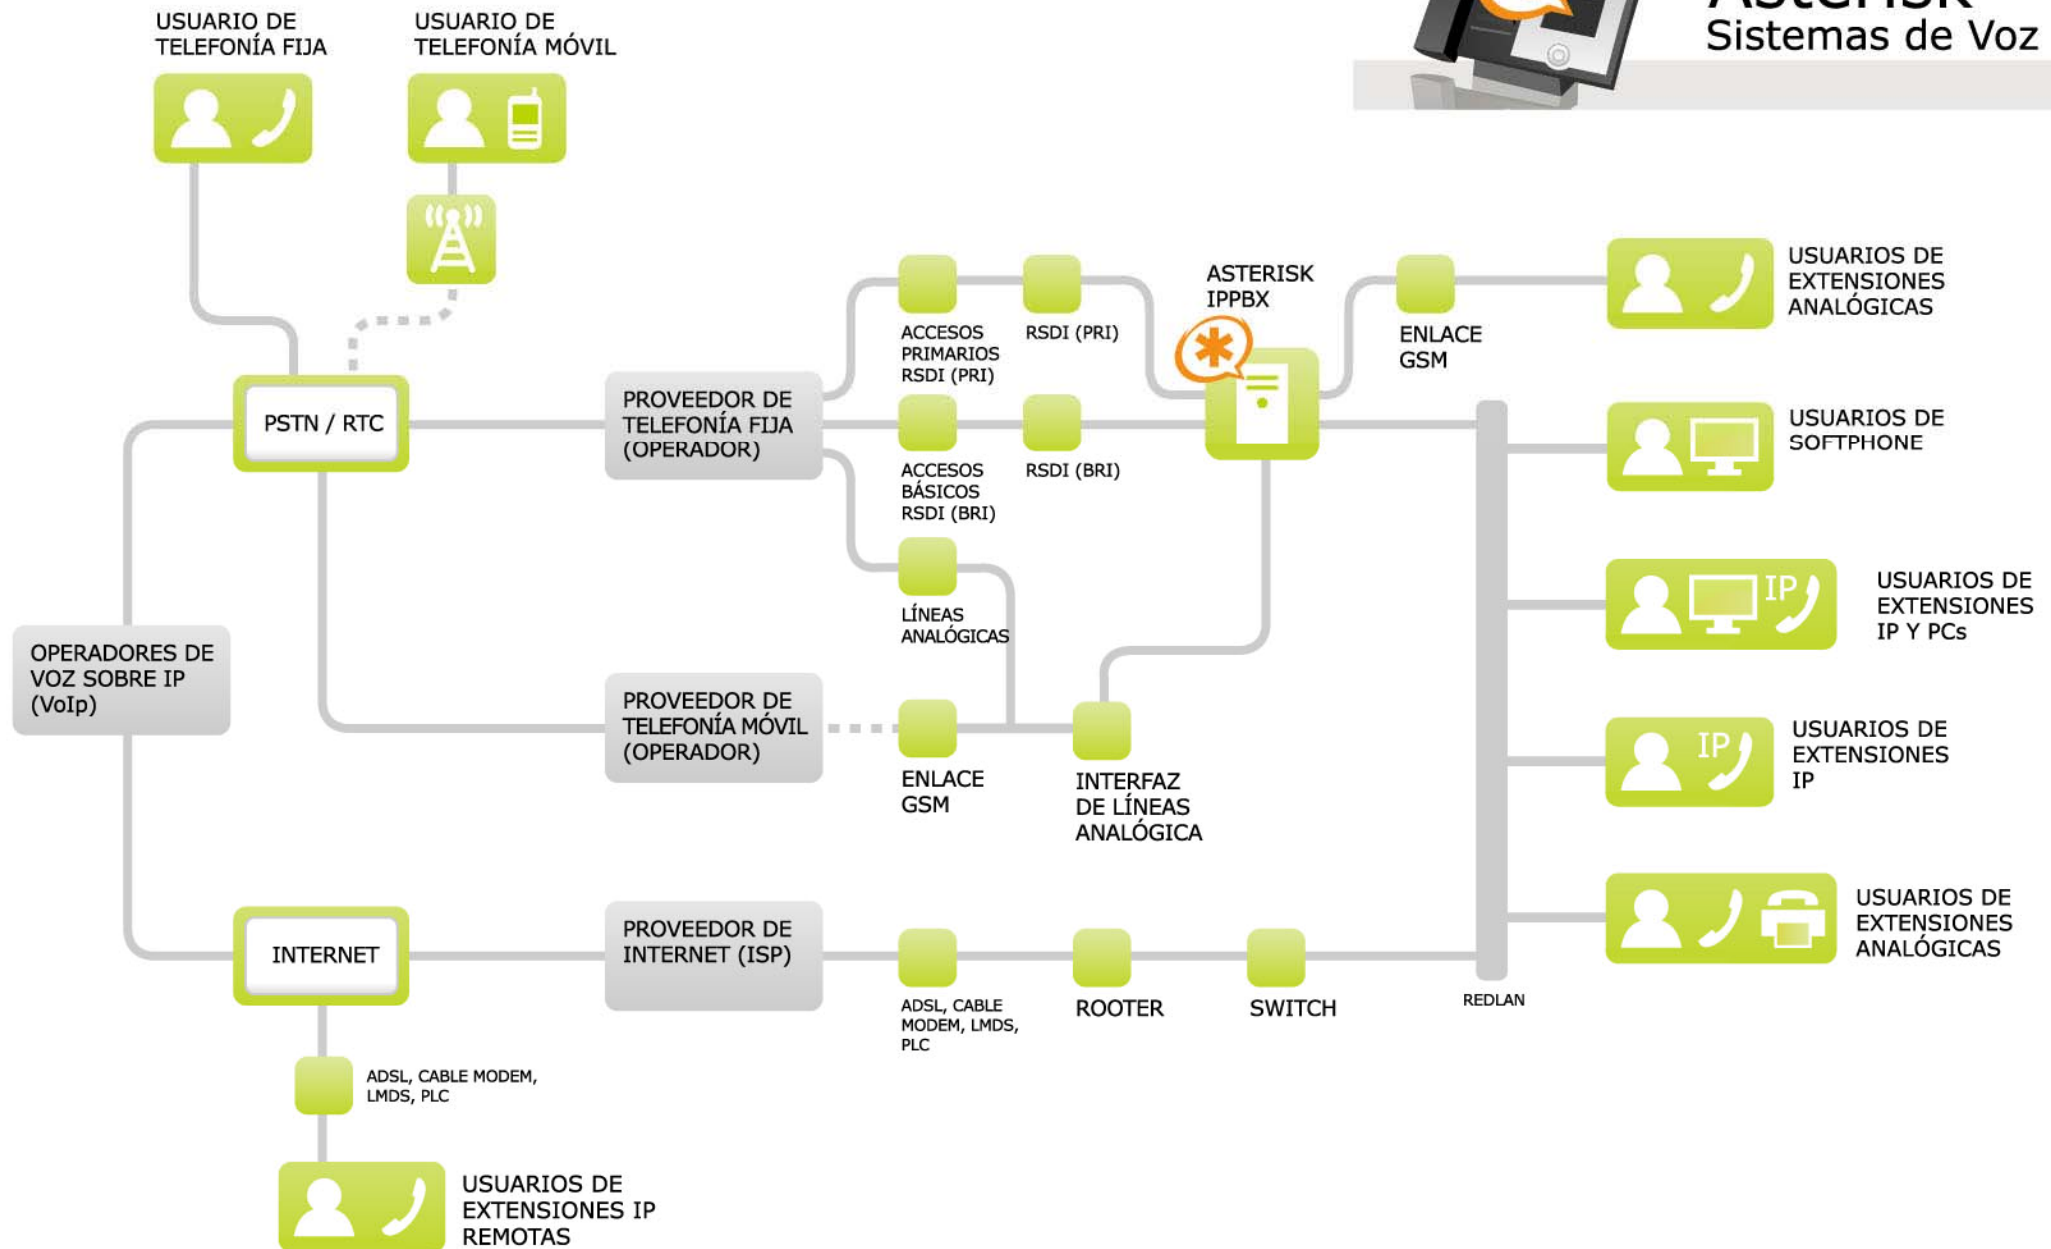 Asterisk
Sistemas de Voz
USUARIO DE
TELEFONÍA FIJA
USUARIO DE
TELEFONÍA MÓVIL
ASTERISK
IPPBX
USUARIOS DE
EXTENSIONES
ANALÓGICAS
ACCESOS
PRIMARIOS
RSDI (PRI)
RSDI (PRI)
ENLACE
GSM
PSTN / RTC
PROVEEDOR DE
TELEFONÍA FIJA
(OPERADOR)
USUARIOS DE
SOFTPHONE
ACCESOS
BÁSICOS
RSDI (BRI)
RSDI (BRI)
LÍNEAS
ANALÓGICAS
IP
USUARIOS DE
EXTENSIONES
IP Y PCs
OPERADORES DE
VOZ SOBRE IP
(VoIp)
PROVEEDOR DE
TELEFONÍA MÓVIL
(OPERADOR)
ENLACE
GSM
INTERFAZ
DE LÍNEAS
ANALÓGICA
IP
USUARIOS DE
EXTENSIONES
IP
INTERNET
PROVEEDOR DE
INTERNET (ISP)
ADSL, CABLE
MODEM, LMDS,
PLC
ROOTER
SWITCH
REDLAN
USUARIOS DE
EXTENSIONES
ANALÓGICAS
ADSL, CABLE MODEM,
LMDS, PLC
USUARIOS DE
EXTENSIONES IP
REMOTAS